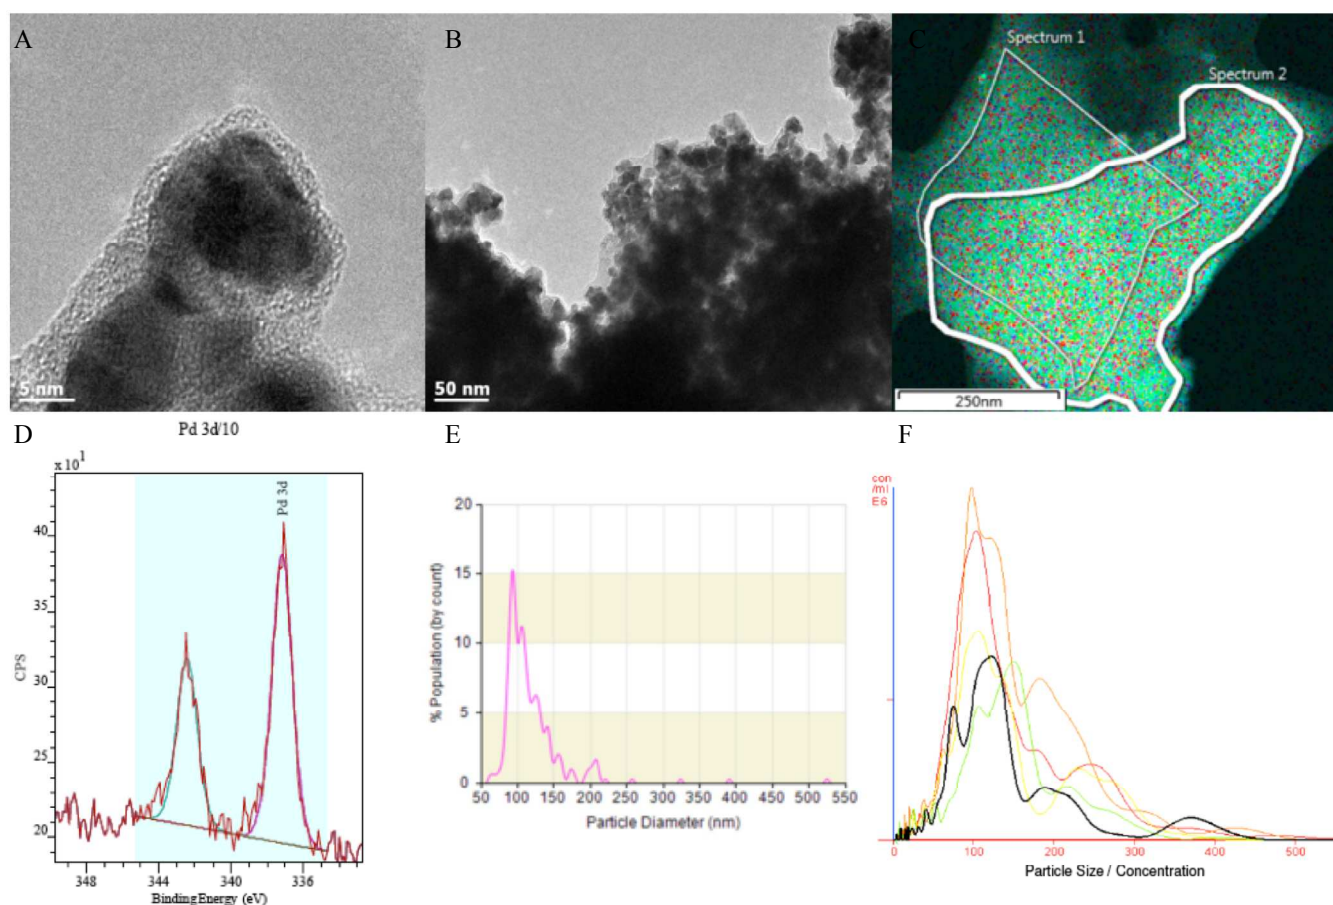 A
B
C
Spectrum 1
Spectrum 2
5 nm
50 nm
250nm
D
Pd 3d/10
E
F
x 10¹
Pd 3d
40
35
30
25
20
CPS
348
344
340
336
Binding Energy (eV)
20
15
10
5
0
% Population (by count)
50 100 150 200 250 300 350 400 450 500 550
Particle Diameter (nm)
con
/ml
E6
0 100 200 300 400 500
Particle Size / Concentration